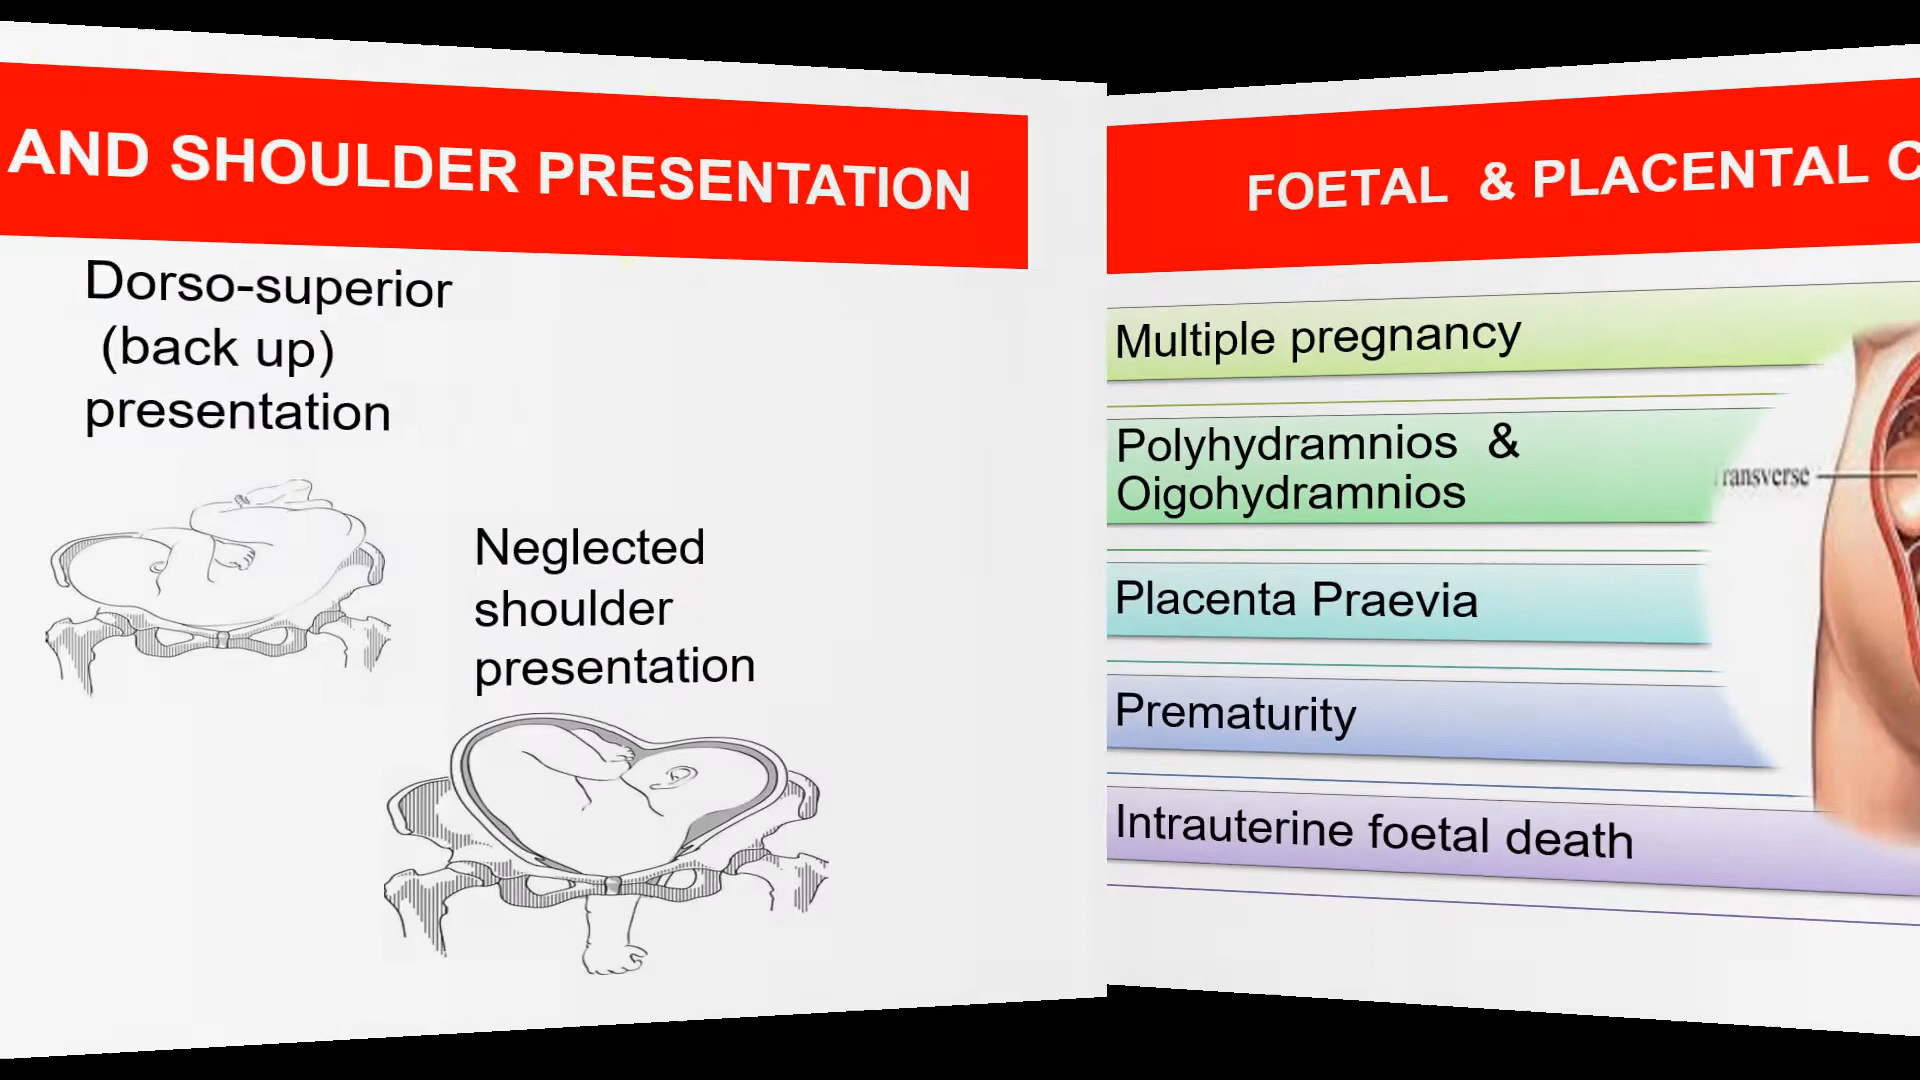 AND SHOULDER PRESENTATION
Dorso-superior
(back up)
presentation
Neglected
shoulder
presentation
FOETAL & PLACENTAL C
Multiple pregnancy
Polyhydramnios &
Oigohydramnios
ransverse
Placenta Praevia
Prematurity
Intrauterine foetal death